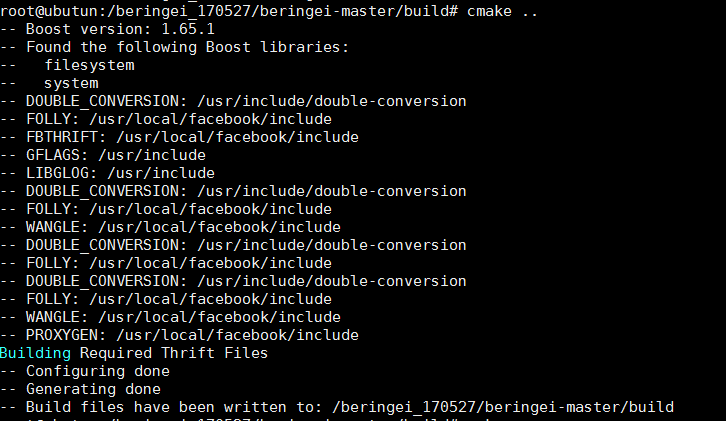 root@ubutun:/beringei_170527/beringei-master/build# cmake ..
-- Boost version: 1.65.1
-- Found the following Boost libraries:
--   filesystem
--   system
-- DOUBLE_CONVERSION: /usr/include/double-conversion
-- FOLLY: /usr/local/facebook/include
-- FBTHRIFT: /usr/local/facebook/include
-- GFLAGS: /usr/include
-- LIBGLOG: /usr/include
-- DOUBLE_CONVERSION: /usr/include/double-conversion
-- FOLLY: /usr/local/facebook/include
-- WANGLE: /usr/local/facebook/include
-- DOUBLE_CONVERSION: /usr/include/double-conversion
-- FOLLY: /usr/local/facebook/include
-- DOUBLE_CONVERSION: /usr/include/double-conversion
-- FOLLY: /usr/local/facebook/include
-- WANGLE: /usr/local/facebook/include
-- PROXYGEN: /usr/local/facebook/include
Building Required Thrift Files
-- Configuring done
-- Generating done
-- Build files have been written to: /beringei_170527/beringei-master/build